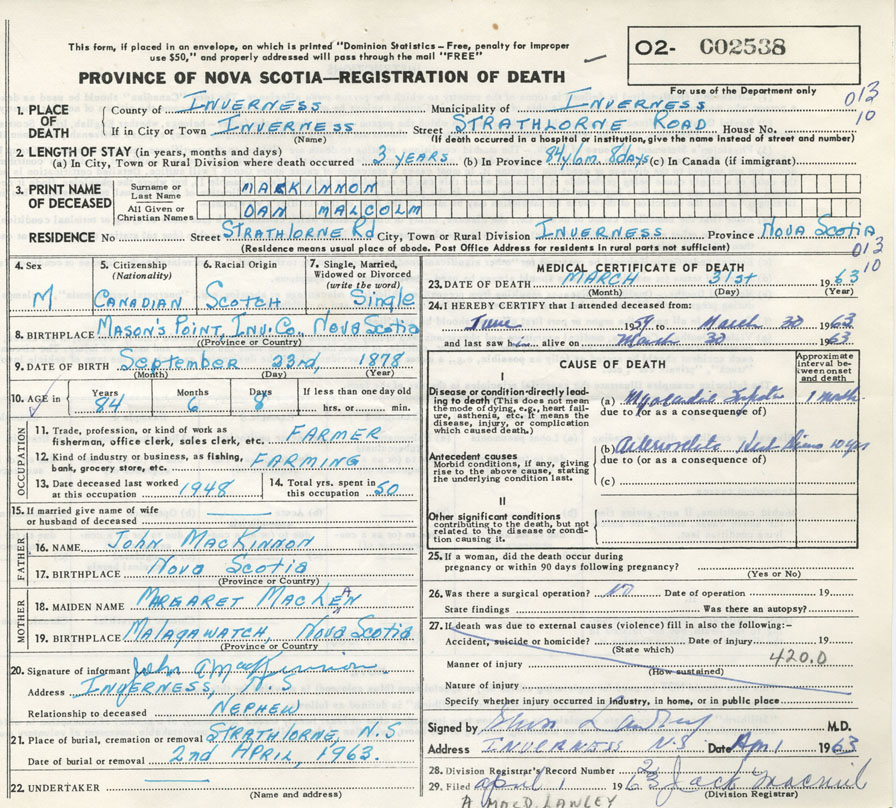 This form, if placed in an envelope, on which is printed "Dominion Statistics – Free, penalty for improper
use $50," and properly addressed will pass through the mail "FREE"
O2- C02538
For use of the Department only
PROVINCE OF NOVA SCOTIA—REGISTRATION OF DEATH
013
10
1. PLACE OF DEATH
County of INVERNESS Municipality of INVERNESS
If in City or Town INVERNESS Street STRATHLORNE ROAD House No.
(Name) (If death occurred in a hospital or institution, give the name instead of street and number)
2. LENGTH OF STAY (in years, months and days)
(a) In City, Town or Rural Division where death occurred 3 YEARS (b) In Province 84y 6m. 8days (c) In Canada (if immigrant)
3. PRINT NAME OF DECEASED
Surname or Last Name MACKINNON
All Given or Christian Names DAN MALCOLM
RESIDENCE No Street STRATHLORNE Rd City, Town or Rural Division INVERNESS Province NOVA SCOTIA
(Residence means usual place of abode. Post Office Address for residents in rural parts not sufficient)
013
10
4. Sex M
5. Citizenship (Nationality) CANADIAN
6. Racial Origin SCOTCH
7. Single, Married, Widowed or Divorced (write the word) Single
8. BIRTHPLACE MASON'S POINT, INV. CO., NOVA SCOTIA
((Province or Country)
9. DATE OF BIRTH September 23rd, 1878
(Month) (Day) (Year)
10. AGE in Years 84 Months 6 Days 8 If less than one day old
hrs. or min.
OCCUPATION
11. Trade, profession, or kind of work as
fisherman, office clerk, sales clerk, etc. FARMER
12. Kind of industry or business, as fishing,
bank, grocery store, etc. FARMING
13. Date deceased last worked
at this occupation 1948
14. Total yrs. spent in
this occupation 50
15. If married give name of wife
or husband of deceased
FATHER
16. NAME JOHN MACKINNON
17. BIRTHPLACE NOVA SCOTIA
(Province or Country)
MOTHER
18. MAIDEN NAME MARGARET MACLEAN
19. BIRTHPLACE MALAGAWATCH, NOVA SCOTIA
(Province or Country
20. Signature of informant John A MacKinnon
Address INVERNESS, N.S
Relationship to deceased NEPHEW
21. Place of burial, cremation or removal STRATHLORNE, N.S
Date of burial or removal 2nd APRIL, 1963.
22. UNDERTAKER
(Name and address)
MEDICAL CERTIFICATE OF DEATH
23. DATE OF DEATH MARCH 31st 1963
(Month) (Day) (Year)
24. I HEREBY CERTIFY that I attended deceased from:
June 1959 to March 30 1963
and last saw him alive on March 30 1963
CAUSE OF DEATH
Approximate interval between onset and death
I
Disease or condition-directly leading to death (This does not mean
the mode of dying, e.g., heart failure, asthenia, etc. It means the
disease, injury, or complication
which caused death).
(a) 1 month
due to (or as a consequence of)
Antecedent causes
Morbid conditions, if any, giving
rise to the above cause, stating
the underlying condition last.
(b) Heart 10 yrs
due to (or as a consequence of)
(c)
II
Other significant conditions
contributing to the death, but not
related to the disease or condition causing it.
25. If a woman, did the death occur during
pregnancy or within 90 days following pregnancy?
(Yes or No)
26. Was there a surgical operation? No Date of operation 19
State findings Was there an autopsy?
27. If death was due to external causes (violence) fill in also the following:–
Accident, suicide or homicide? Date of injury 19
(State which)
Manner of injury 420.0
(How sustained)
Nature of injury
Specify whether injury occurred in Industry, in home, or in public place
Signed by M.D.
Address INVERNESS N.S Date Apr 1 1963
28. Division Registrar's Record Number
29. Filed april 1 1963 Jack Macneil
(Division Registrar)
A MACD. LAWLEY